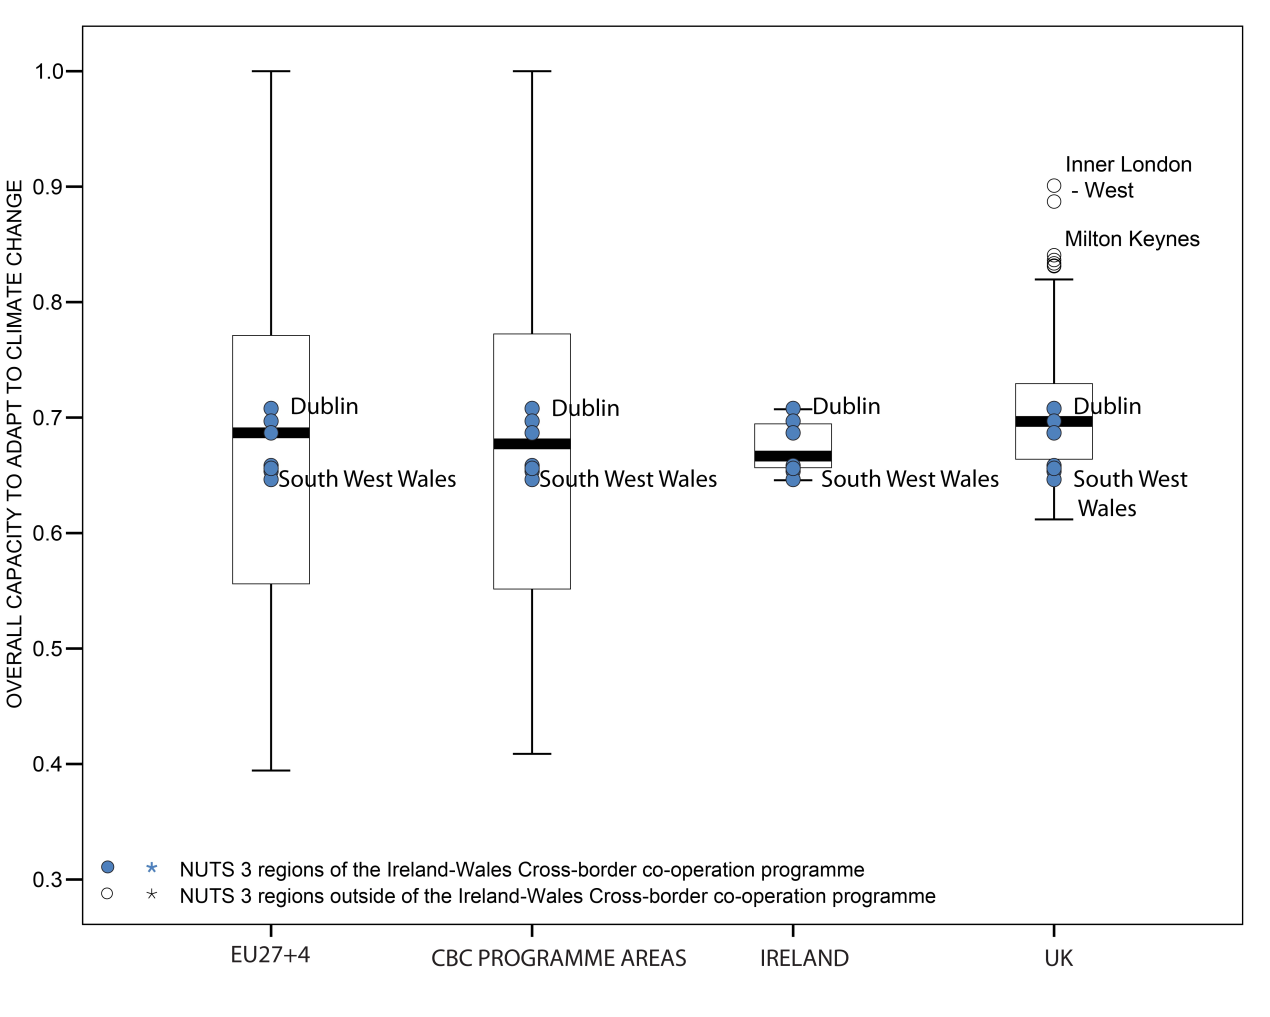 OVERALL CAPACITY TO ADAPT TO CLIMATE CHANGE
1.0
0.9
0.8
0.7
0.6
0.5
0.4
0.3
Dublin
South West Wales
Dublin
South West Wales
Dublin
South West Wales
Inner London
- West
Milton Keynes
Dublin
South West
Wales
NUTS 3 regions of the Ireland-Wales Cross-border co-operation programme
NUTS 3 regions outside of the Ireland-Wales Cross-border co-operation programme
EU27+4
CBC PROGRAMME AREAS
IRELAND
UK